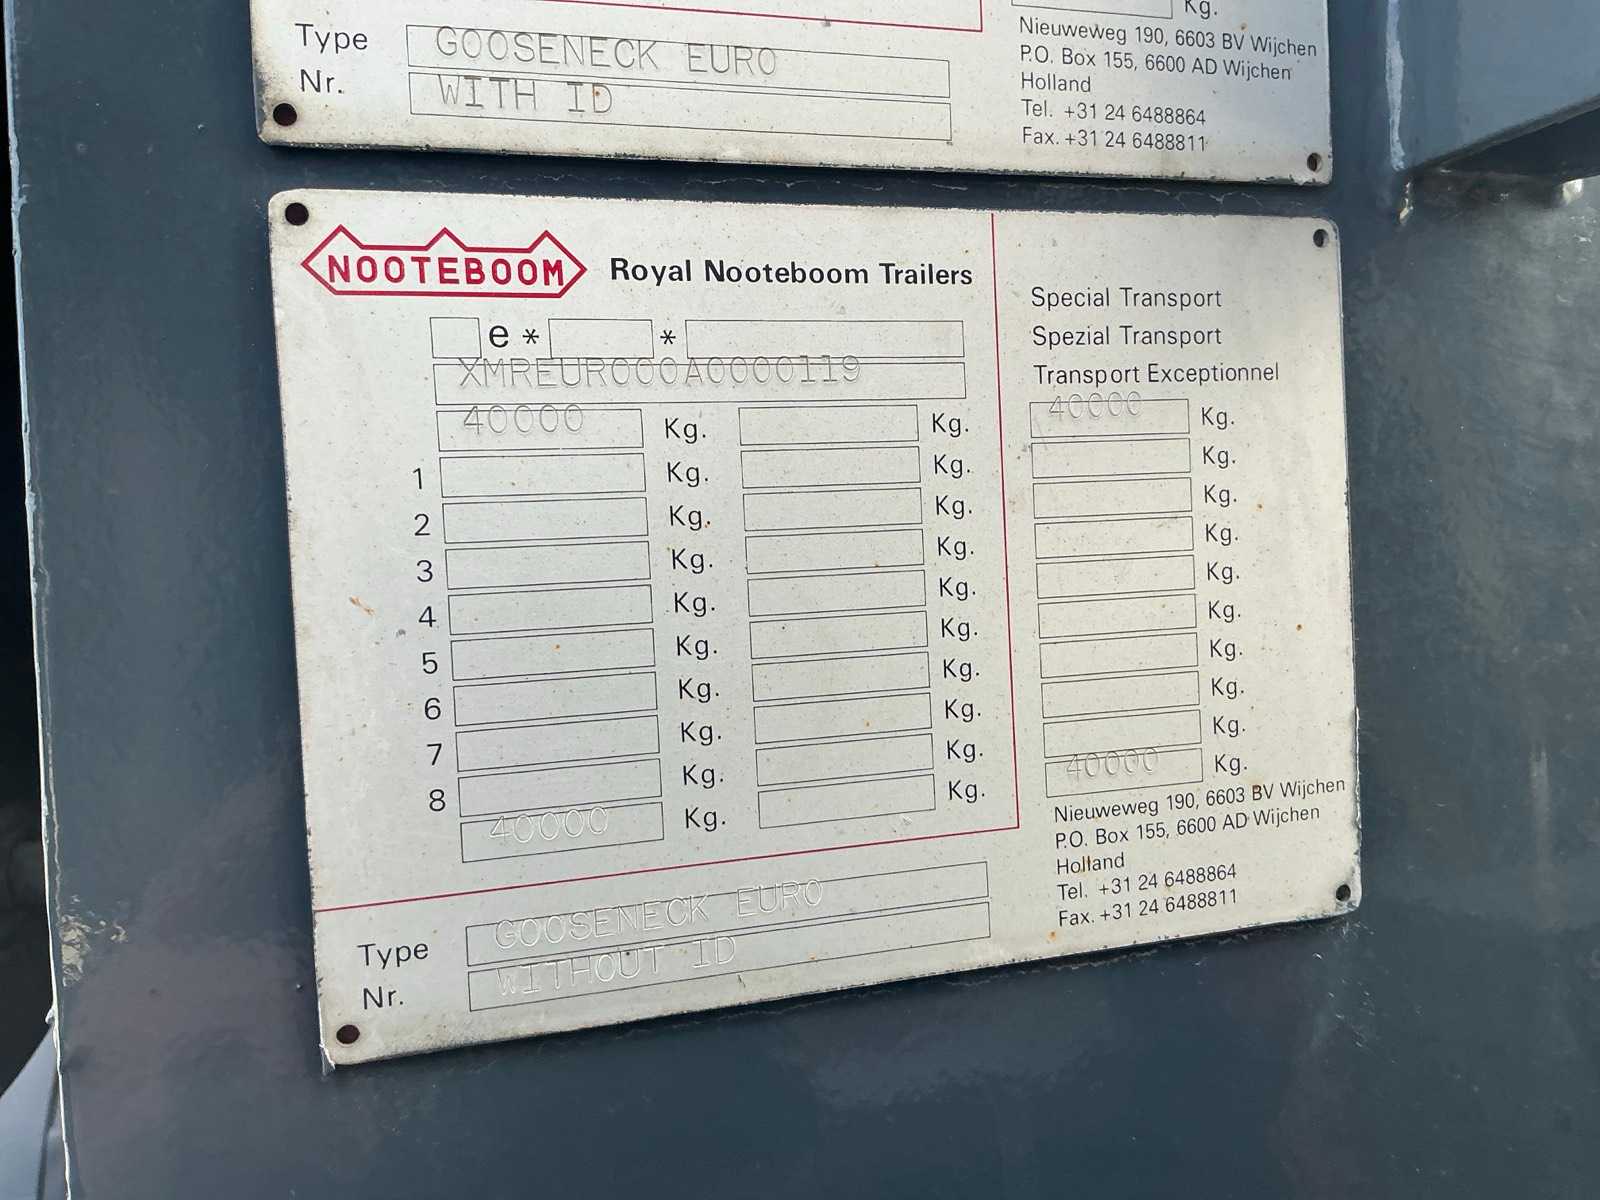 Kg.
Type GOOSENECK EURO
Nr. WITH ID
Nieuweweg 190, 6603 BV Wijchen
P.O. Box 155, 6600 AD Wijchen
Holland
Tel. +31 24 6488864
Fax. +31 24 6488811
NOOTEBOOM Royal Nooteboom Trailers
e * *
XMREUR000A0000119
40000 Kg. Kg.
1 Kg. Kg.
2 Kg. Kg.
3 Kg. Kg.
4 Kg. Kg.
5 Kg. Kg.
6 Kg. Kg.
7 Kg. Kg.
8 Kg. Kg.
40000 Kg. Kg.
Special Transport
Spezial Transport
Transport Exceptionnel
40000 Kg.
Kg.
Kg.
Kg.
Kg.
Kg.
Kg.
Kg.
Kg.
40000 Kg.
Nieuweweg 190, 6603 BV Wijchen
P.O. Box 155, 6600 AD Wijchen
Holland
Tel. +31 24 6488864
Fax. +31 24 6488811
Type GOOSENECK EURO
Nr. WITHOUT ID